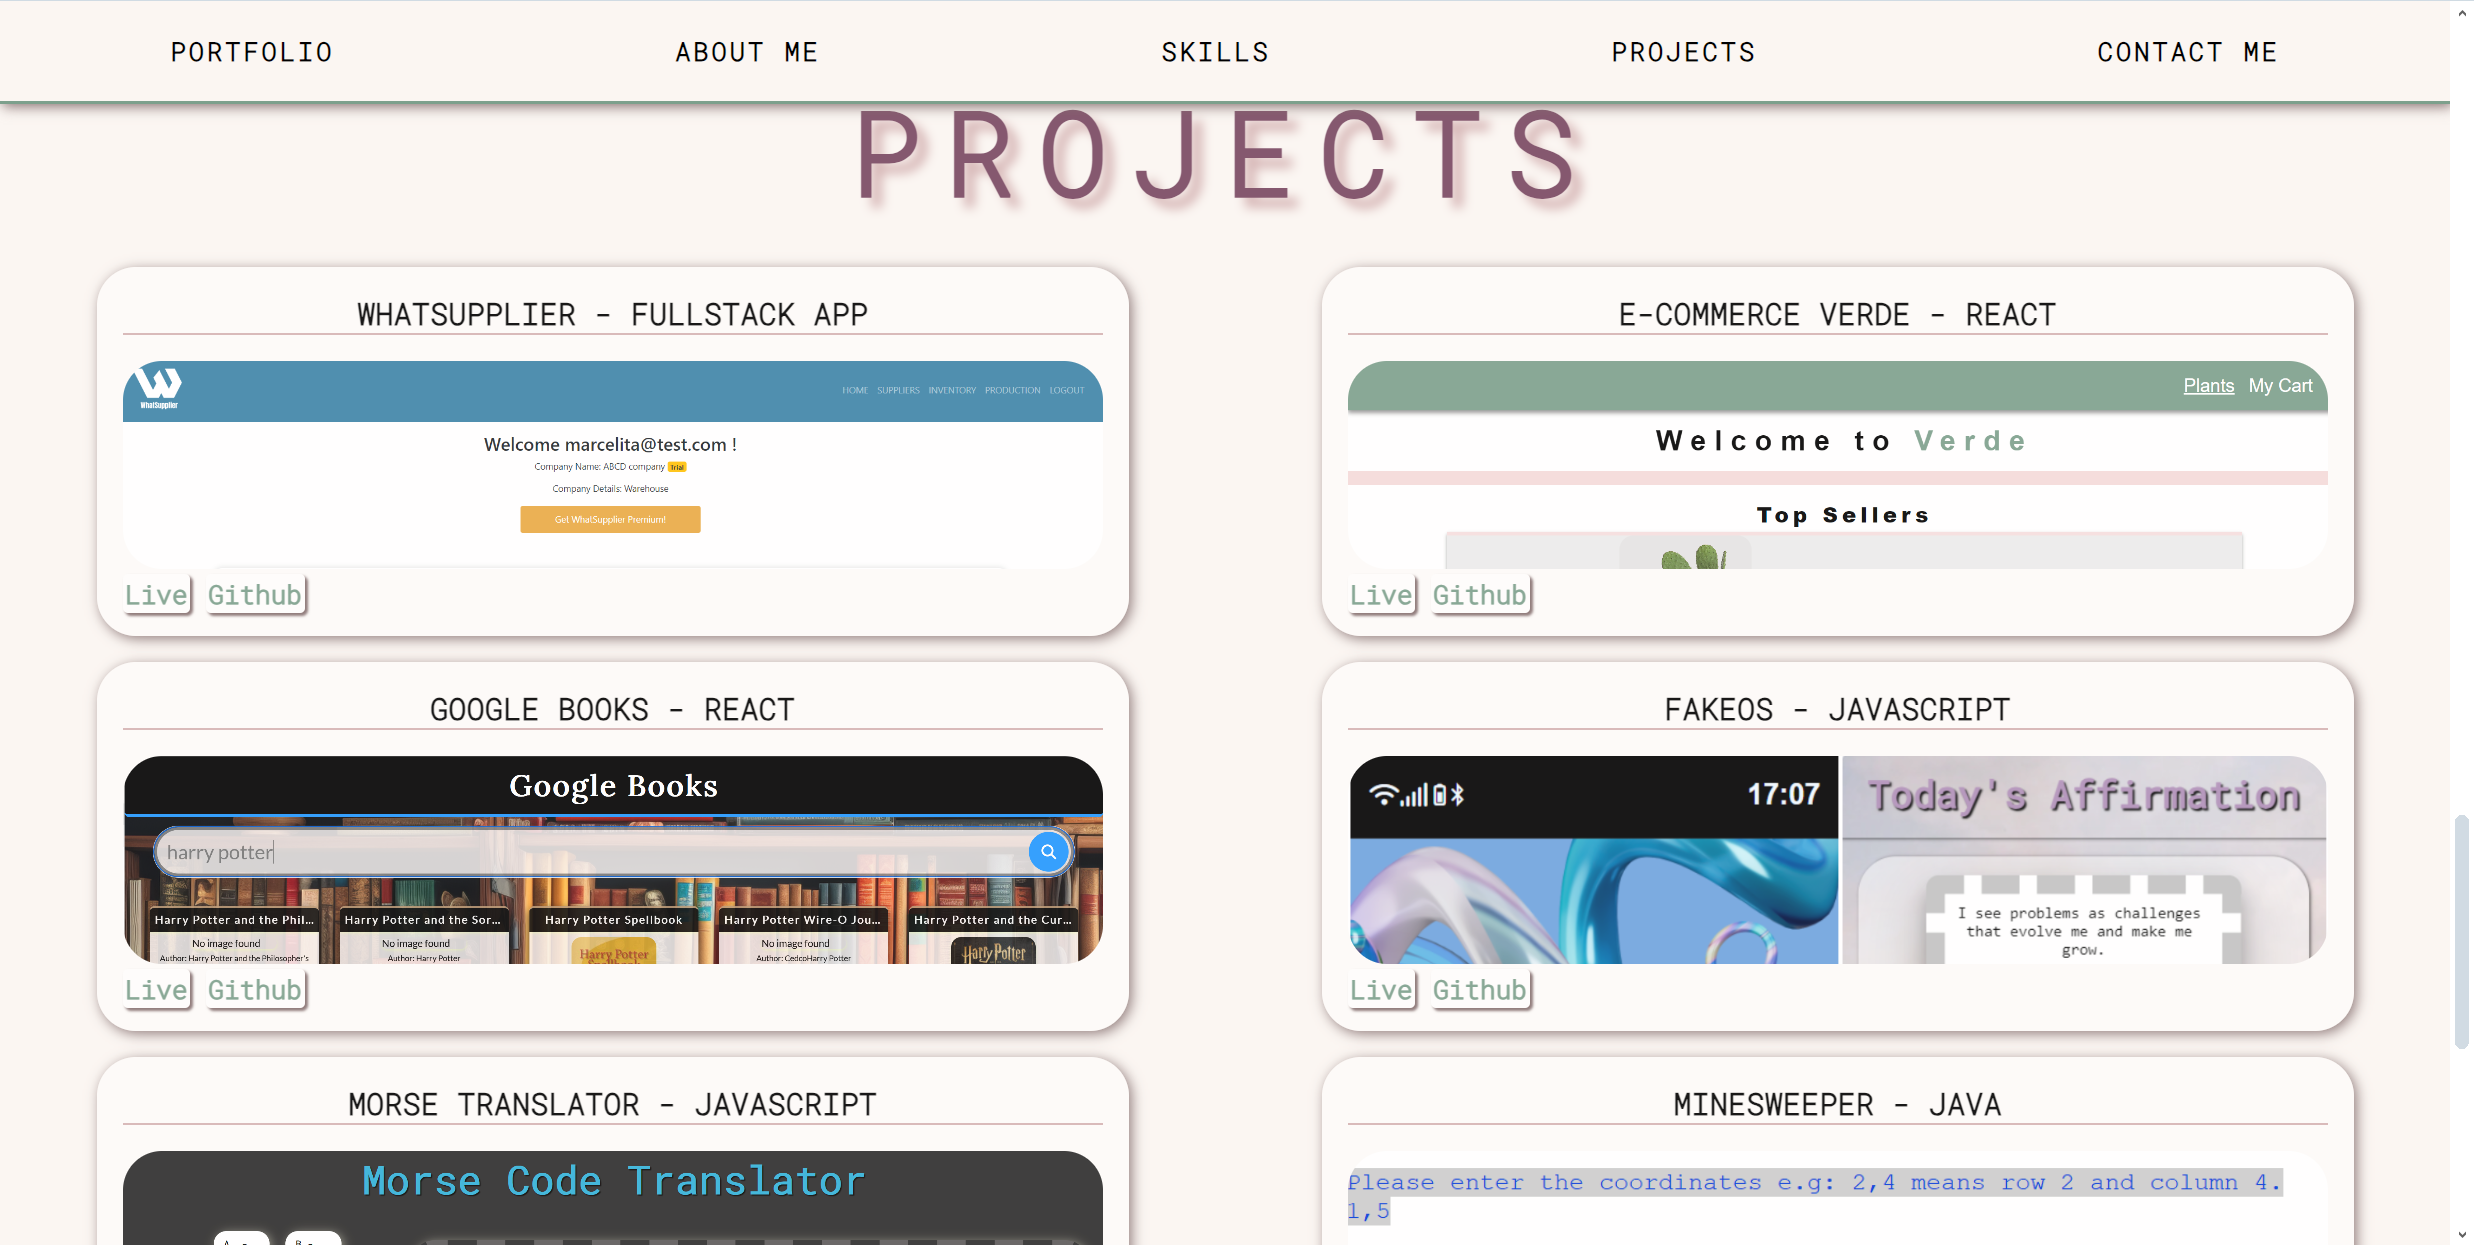 PORTFOLIO ABOUT ME SKILLS PROJECTS CONTACT ME
PROJECTS
WHATSUPPLIER - FULLSTACK APP
WhatSupplier
HOME SUPPLIERS INVENTORY PRODUCTION LOGOUT
Welcome marcelita@test.com !
Company Name: ABCD company Trial
Company Details: Warehouse
Get WhatSupplier Premium!
Live Github
E-COMMERCE VERDE - REACT
Plants My Cart
Welcome to Verde
Top Sellers
Live Github
GOOGLE BOOKS - REACT
Google Books
harry potter
Harry Potter and the Phil... Harry Potter and the Sor... Harry Potter Spellbook Harry Potter Wire-O Jou... Harry Potter and the Cur...
No image found No image found No image found
Harry Potter Harry Potter
Author: Harry Potter and the Philosopher's Author: Harry Potter Author: CedcoHarry Potter
Live Github
FAKEOS - JAVASCRIPT
17:07
Today's Affirmation
I see problems as challenges
that evolve me and make me
grow.
Live Github
MORSE TRANSLATOR - JAVASCRIPT
Morse Code Translator
MINESWEEPER - JAVA
Please enter the coordinates e.g: 2,4 means row 2 and column 4.
1,5